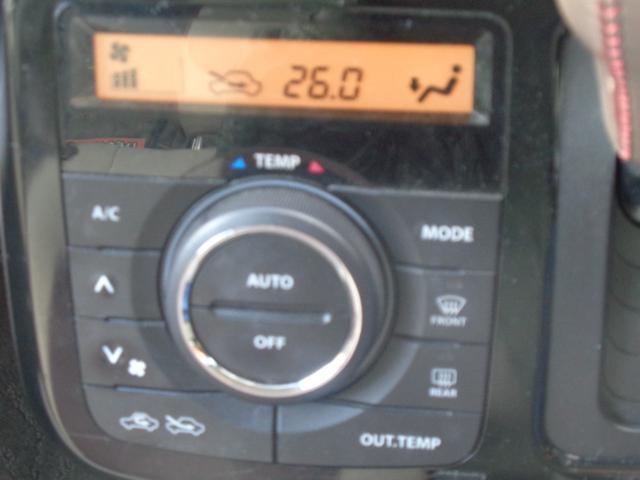 26.0
TEMP
A/C
MODE
AUTO
OFF
FRONT
REAR
OUT.TEMP